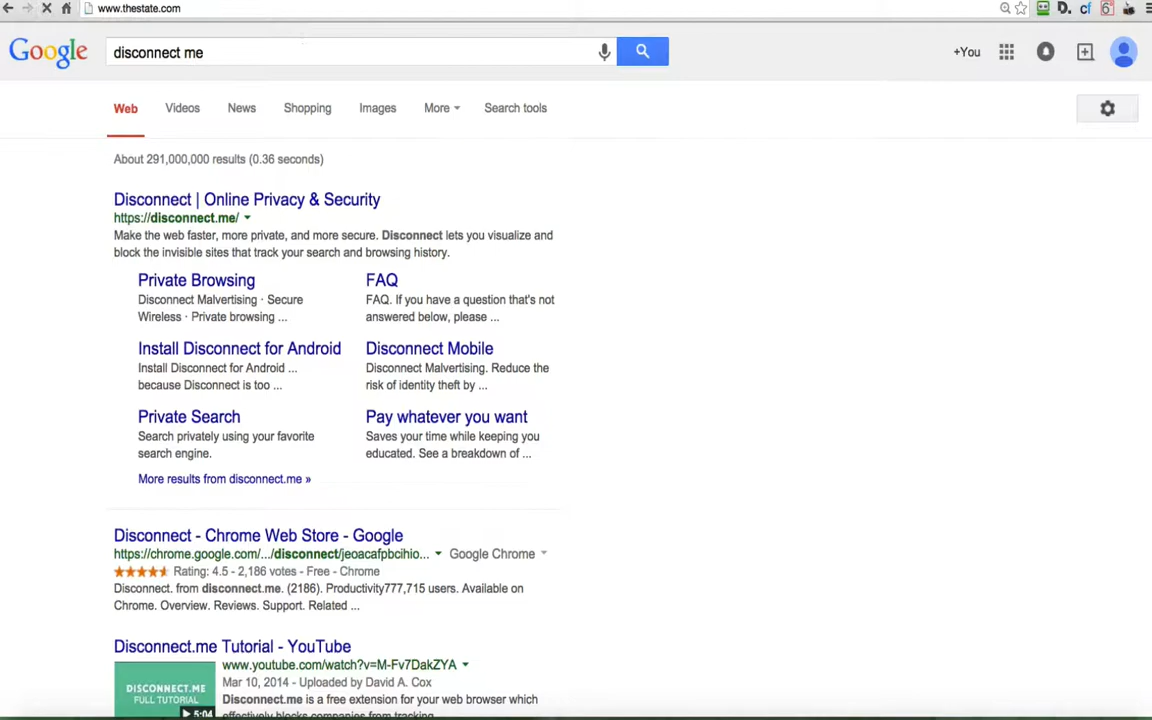 www.thestate.com
D. cf 6
Google disconnect me +You
Web Videos News Shopping Images More Search tools
About 291,000,000 results (0.36 seconds)
Disconnect | Online Privacy & Security
https://disconnect.me/
Make the web faster, more private, and more secure. Disconnect lets you visualize and
block the invisible sites that track your search and browsing history.
Private Browsing
Disconnect Malvertising · Secure
Wireless · Private browsing ...
FAQ
FAQ. If you have a question that's not
answered below, please ...
Install Disconnect for Android
Install Disconnect for Android ...
because Disconnect is too ...
Disconnect Mobile
Disconnect Malvertising. Reduce the
risk of identity theft by ...
Private Search
Search privately using your favorite
search engine.
Pay whatever you want
Saves your time while keeping you
educated. See a breakdown of ...
More results from disconnect.me »
Disconnect - Chrome Web Store - Google
https://chrome.google.com/.../disconnect/jeoacafpbcihio... Google Chrome
Rating: 4.5 - 2,186 votes - Free - Chrome
Disconnect. from disconnect.me. (2186). Productivity777,715 users. Available on
Chrome. Overview. Reviews. Support. Related ...
Disconnect.me Tutorial - YouTube
www.youtube.com/watch?v=M-Fv7DakZYA
Mar 10, 2014 - Uploaded by David A. Cox
Disconnect.me is a free extension for your web browser which
effectively blocks companies from tracking
DISCONNECT.ME
FULL TUTORIAL
5:04